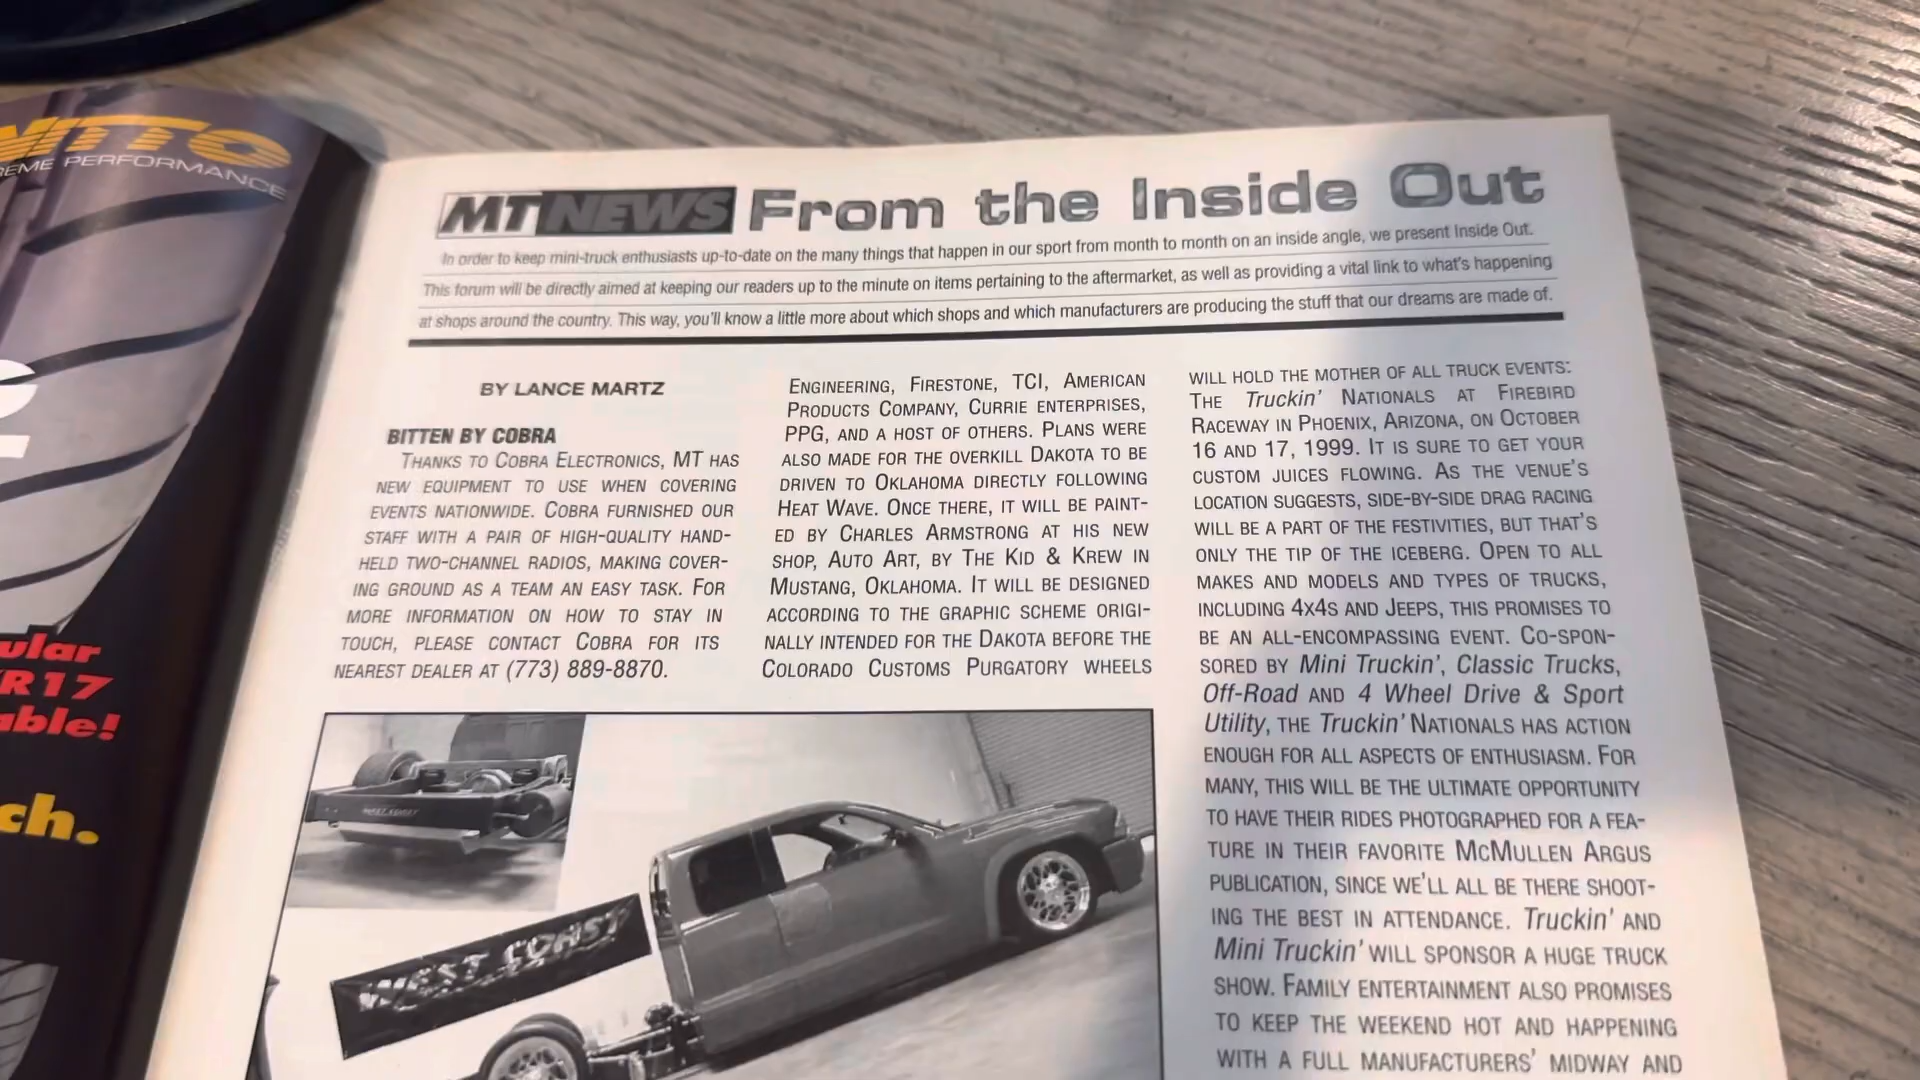 NITTO
REME PERFORMANCE
ular
R17
able!
ch.
MT NEWS From the Inside Out
In order to keep mini-truck enthusiasts up-to-date on the many things that happen in our sport from month to month on an inside angle, we present Inside Out.
This forum will be directly aimed at keeping our readers up to the minute on items pertaining to the aftermarket, as well as providing a vital link to what's happening
at shops around the country. This way, you'll know a little more about which shops and which manufacturers are producing the stuff that our dreams are made of.
BY LANCE MARTZ
BITTEN BY COBRA
THANKS TO COBRA ELECTRONICS, MT HAS
NEW EQUIPMENT TO USE WHEN COVERING
EVENTS NATIONWIDE. COBRA FURNISHED OUR
STAFF WITH A PAIR OF HIGH-QUALITY HAND-
HELD TWO-CHANNEL RADIOS, MAKING COVER-
ING GROUND AS A TEAM AN EASY TASK. FOR
MORE INFORMATION ON HOW TO STAY IN
TOUCH, PLEASE CONTACT COBRA FOR ITS
NEAREST DEALER AT (773) 889-8870.
ENGINEERING, FIRESTONE, TCI, AMERICAN
PRODUCTS COMPANY, CURRIE ENTERPRISES,
PPG, AND A HOST OF OTHERS. PLANS WERE
ALSO MADE FOR THE OVERKILL DAKOTA TO BE
DRIVEN TO OKLAHOMA DIRECTLY FOLLOWING
HEAT WAVE. ONCE THERE, IT WILL BE PAINT-
ED BY CHARLES ARMSTRONG AT HIS NEW
SHOP, AUTO ART, BY THE KID & KREW IN
MUSTANG, OKLAHOMA. IT WILL BE DESIGNED
ACCORDING TO THE GRAPHIC SCHEME ORIGI-
NALLY INTENDED FOR THE DAKOTA BEFORE THE
COLORADO CUSTOMS PURGATORY WHEELS
WEST COAST
WILL HOLD THE MOTHER OF ALL TRUCK EVENTS:
THE Truckin' NATIONALS AT FIREBIRD
RACEWAY IN PHOENIX, ARIZONA, ON OCTOBER
16 AND 17, 1999. IT IS SURE TO GET YOUR
CUSTOM JUICES FLOWING. AS THE VENUE'S
LOCATION SUGGESTS, SIDE-BY-SIDE DRAG RACING
WILL BE A PART OF THE FESTIVITIES, BUT THAT'S
ONLY THE TIP OF THE ICEBERG. OPEN TO ALL
MAKES AND MODELS AND TYPES OF TRUCKS,
INCLUDING 4X4S AND JEEPS, THIS PROMISES TO
BE AN ALL-ENCOMPASSING EVENT. CO-SPON-
SORED BY Mini Truckin', Classic Trucks,
Off-Road AND 4 Wheel Drive & Sport
Utility, THE Truckin' NATIONALS HAS ACTION
ENOUGH FOR ALL ASPECTS OF ENTHUSIASM. FOR
MANY, THIS WILL BE THE ULTIMATE OPPORTUNITY
TO HAVE THEIR RIDES PHOTOGRAPHED FOR A FEA-
TURE IN THEIR FAVORITE MCMULLEN ARGUS
PUBLICATION, SINCE WE'LL ALL BE THERE SHOOT-
ING THE BEST IN ATTENDANCE. Truckin' AND
Mini Truckin' WILL SPONSOR A HUGE TRUCK
SHOW. FAMILY ENTERTAINMENT ALSO PROMISES
TO KEEP THE WEEKEND HOT AND HAPPENING
WITH A FULL MANUFACTURERS' MIDWAY AND